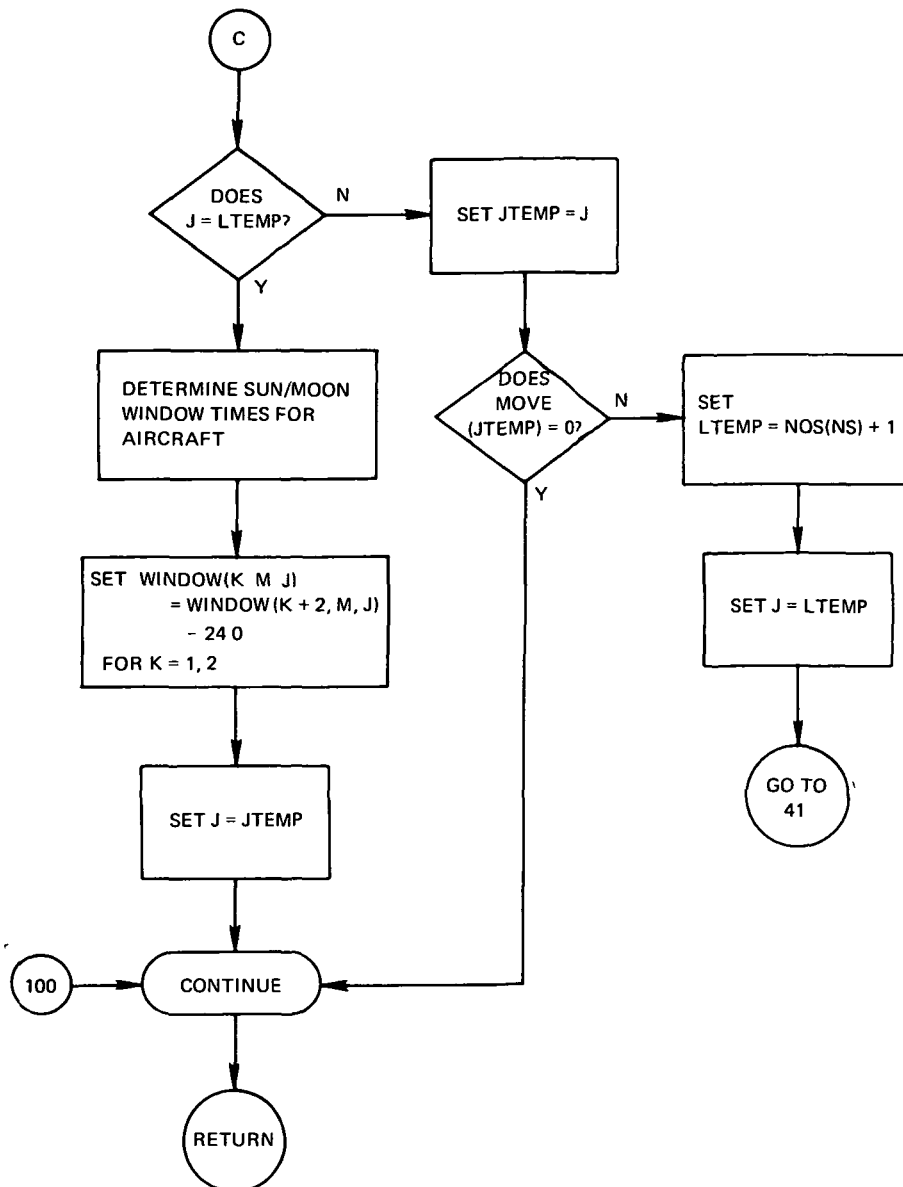 C
DOES
J = LTEMP?
N
Y
SET JTEMP = J
DOES
MOVE
(JTEMP) = 0?
N
Y
SET
LTEMP = NOS(NS) + 1
SET J = LTEMP
GO TO
41
DETERMINE SUN/MOON
WINDOW TIMES FOR
AIRCRAFT
SET WINDOW(K M J)
= WINDOW(K + 2, M, J)
- 24 0
FOR K = 1, 2
SET J = JTEMP
100
CONTINUE
RETURN